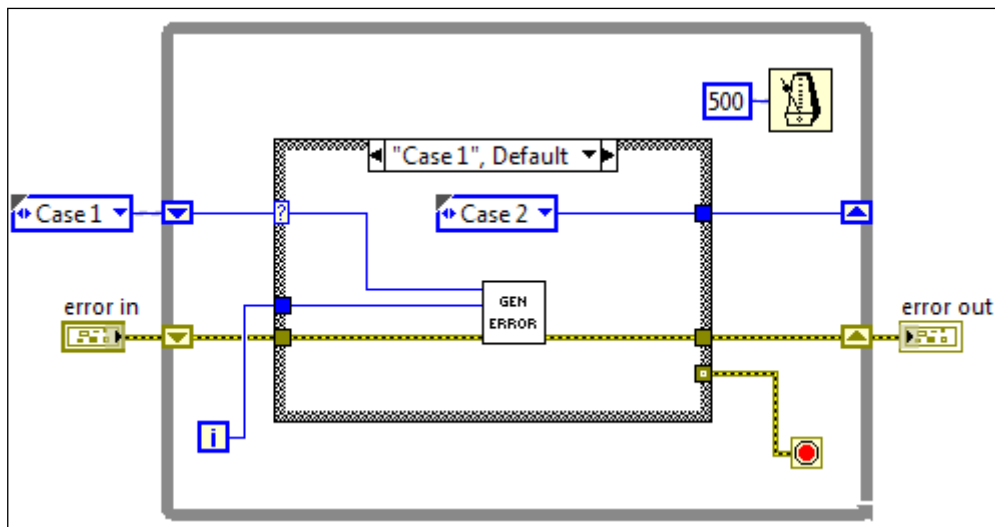 500
"Case 1", Default
Case 1
Case 2
?
error in
GEN
ERROR
error out
i